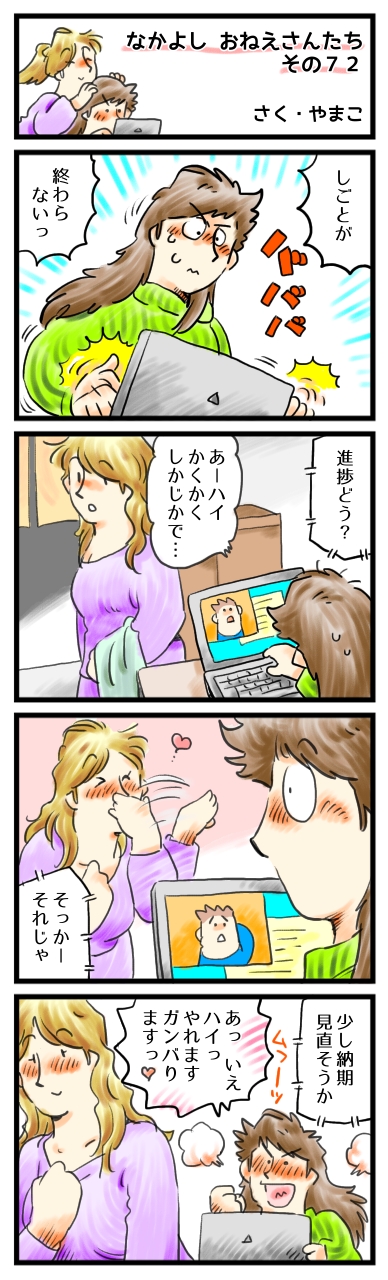 なかよし おねえさんたち
その７２
さく・やまこ
しごとが
終わら
ないっ
ババババ
進捗どう？
あーハイ
かくかく
しかじかで…
そっかー
それじゃ
少し納期
見直そうか
ムフーッ
あっ いえ
ハイっ
やれます
ガンバり
ますっ♥